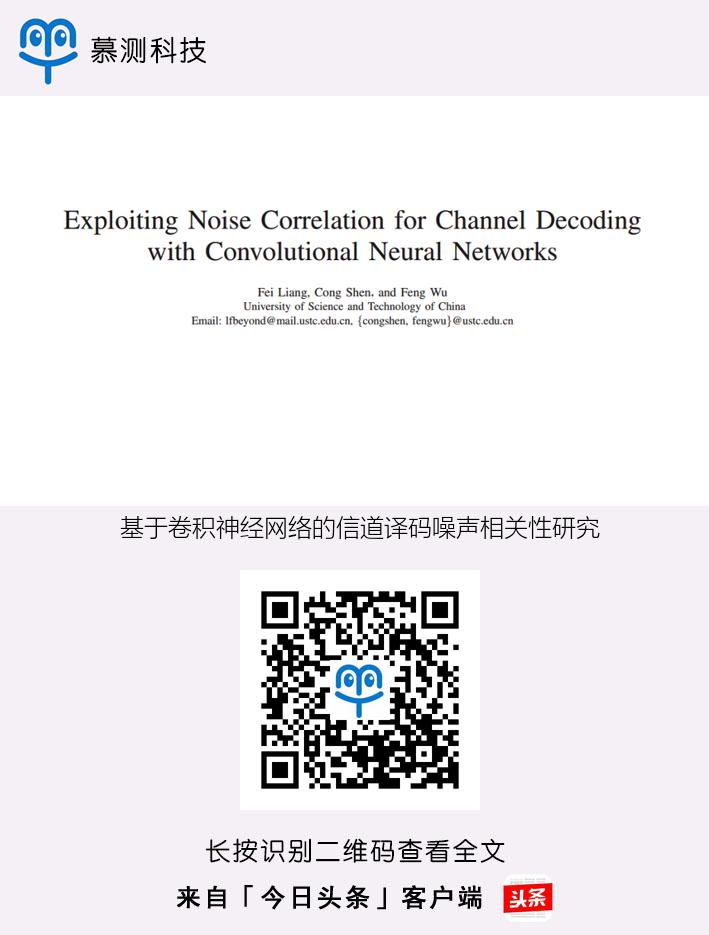 慕测科技
Exploiting Noise Correlation for Channel Decoding
with Convolutional Neural Networks
Fei Liang, Cong Shen, and Feng Wu
University of Science and Technology of China
Email: lfbeyond@mail.ustc.edu.cn, {congshen, fengwu}@ustc.edu.cn
基于卷积神经网络的信道译码噪声相关性研究
长按识别二维码查看全文
来自「今日头条」客户端
头条